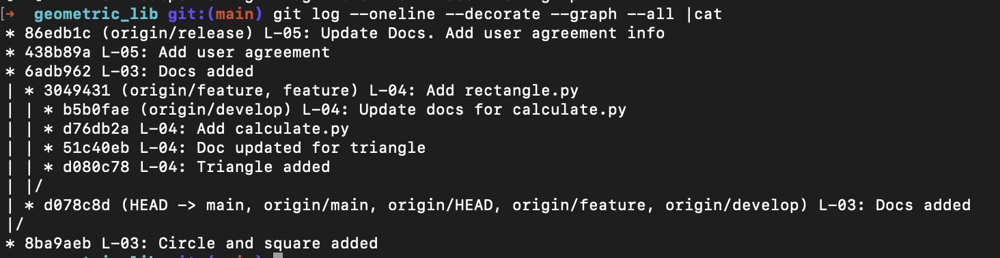 [➜  geometric_lib git:(main) git log --oneline --decorate --graph --all |cat
* 86edb1c (origin/release) L-05: Update Docs. Add user agreement info
* 438b89a L-05: Add user agreement
* 6adb962 L-03: Docs added
| * 3049431 (origin/feature, feature) L-04: Add rectangle.py
| | * b5b0fae (origin/develop) L-04: Update docs for calculate.py
| | * d76db2a L-04: Add calculate.py
| | * 51c40eb L-04: Doc updated for triangle
| | * d080c78 L-04: Triangle added
| |/
| * d078c8d (HEAD -> main, origin/main, origin/HEAD, origin/feature, origin/develop) L-03: Docs added
|/
* 8ba9aeb L-03: Circle and square added